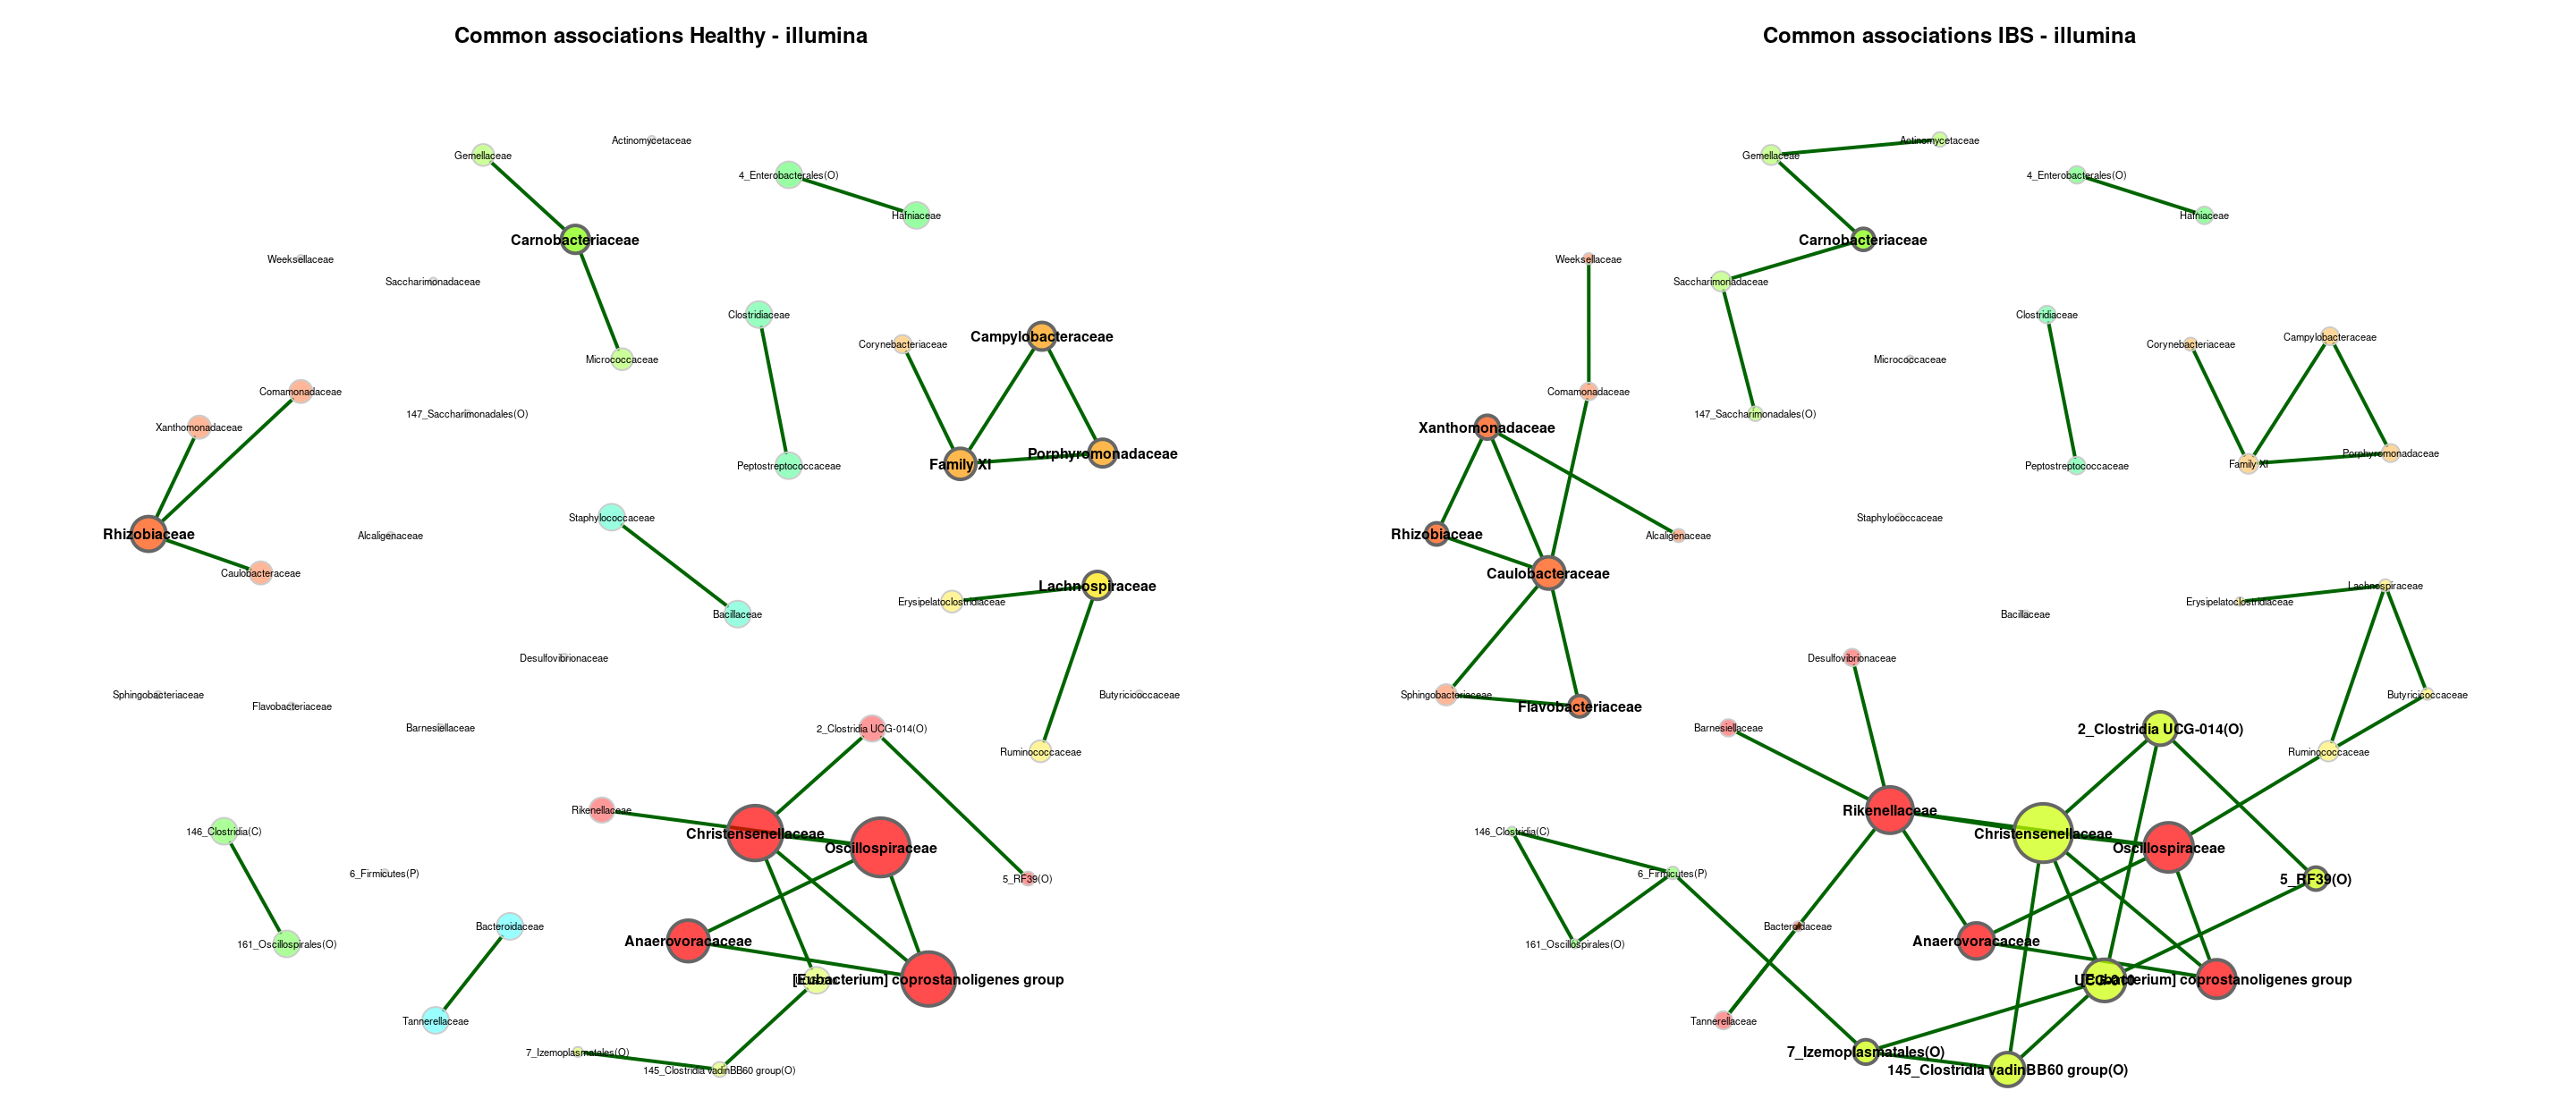 Common associations Healthy - illumina
Actinomycetaceae
Gemellaceae
4_Enterobacterales(O)
Hafniaceae
Carnobacteriaceae
Weeksellaceae
Saccharimonadaceae
Clostridiaceae
Campylobacteraceae
Corynebacteriaceae
Micrococcaceae
Comamonadaceae
147_Saccharimonadales(O)
Xanthomonadaceae
Porphyromonadaceae
Family XI
Peptostreptococcaceae
Staphylococcaceae
Rhizobiaceae
Alcaligenaceae
Caulobacteraceae
Lachnospiraceae
Erysipelatoclostridiaceae
Bacillaceae
Desulfovibrionaceae
Sphingobacteriaceae
Butyricicoccaceae
Flavobacteriaceae
Barnesiellaceae
2_Clostridia UCG-014(O)
Ruminococcaceae
Rikenellaceae
146_Clostridia(C)
Christensenellaceae
Oscillospiraceae
6_Firmicutes(P)
5_RF39(O)
Bacteroidaceae
Anaerovoracaceae
161_Oscillospirales(O)
[Eubacterium] coprostanoligenes group
Tannerellaceae
7_Izemoplasmatales(O)
145_Clostridia vadinBB60 group(O)
Common associations IBS - illumina
Actinomycetaceae
Gemellaceae
4_Enterobacterales(O)
Hafniaceae
Carnobacteriaceae
Weeksellaceae
Saccharimonadaceae
Clostridiaceae
Campylobacteraceae
Corynebacteriaceae
Micrococcaceae
Comamonadaceae
147_Saccharimonadales(O)
Xanthomonadaceae
Porphyromonadaceae
Family XI
Peptostreptococcaceae
Staphylococcaceae
Rhizobiaceae
Alcaligenaceae
Caulobacteraceae
Lachnospiraceae
Erysipelatoclostridiaceae
Bacillaceae
Desulfovibrionaceae
Sphingobacteriaceae
Butyricicoccaceae
Flavobacteriaceae
Barnesiellaceae
2_Clostridia UCG-014(O)
Ruminococcaceae
Rikenellaceae
146_Clostridia(C)
Christensenellaceae
Oscillospiraceae
6_Firmicutes(P)
5_RF39(O)
Bacteroidaceae
Anaerovoracaceae
161_Oscillospirales(O)
UCG-010
[Eubacterium] coprostanoligenes group
Tannerellaceae
7_Izemoplasmatales(O)
145_Clostridia vadinBB60 group(O)